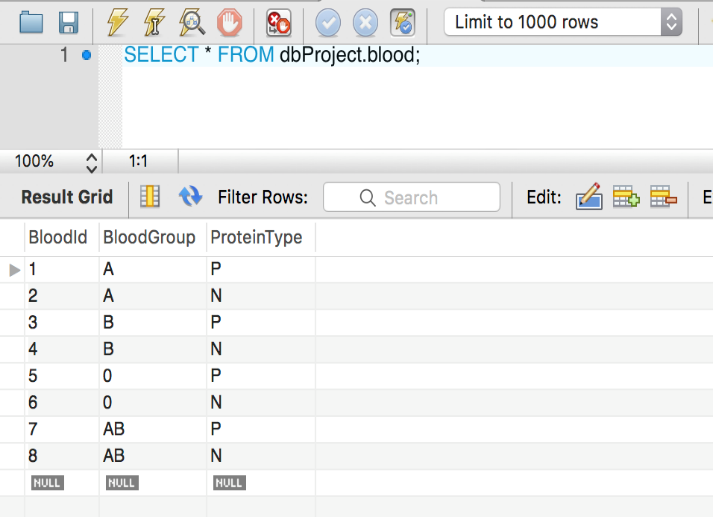 Limit to 1000 rows
1 SELECT * FROM dbProject.blood;
100% 1:1
Result Grid Filter Rows: Search Edit: E
BloodId BloodGroup ProteinType
1 A P
2 A N
3 B P
4 B N
5 0 P
6 0 N
7 AB P
8 AB N
NULL NULL NULL